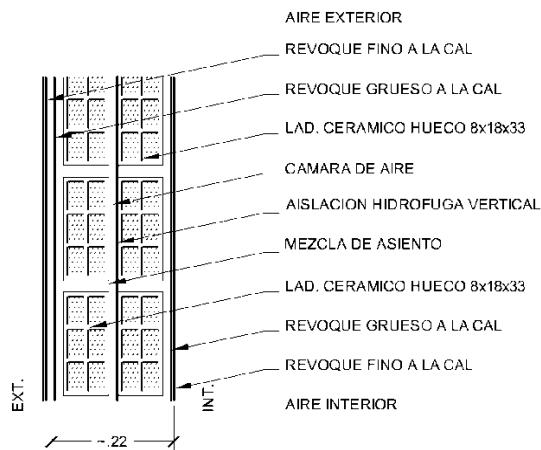 AIRE EXTERIOR
REVOQUE FINO A LA CAL
REVOQUE GRUESO A LA CAL
LAD. CERAMICO HUECO 8x18x33
CAMARA DE AIRE
AISLACION HIDROFUGA VERTICAL
MEZCLA DE ASIENTO
LAD. CERAMICO HUECO 8x18x33
REVOQUE GRUESO A LA CAL
REVOQUE FINO A LA CAL
AIRE INTERIOR
EXT.
INT.
~.22